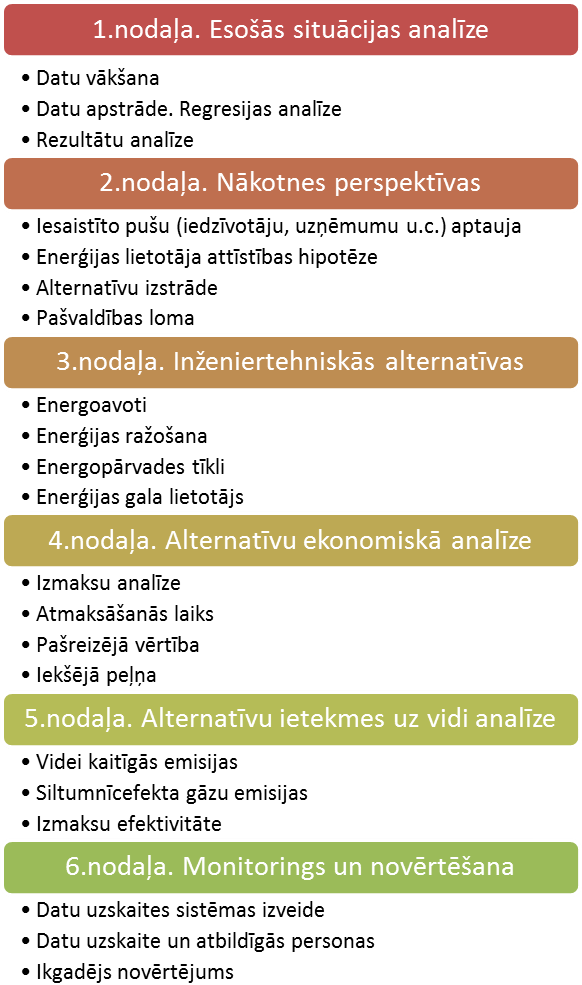 1.nodaļa. Esošās situācijas analīze
• Datu vākšana
• Datu apstrāde. Regresijas analīze
• Rezultātu analīze
2.nodaļa. Nākotnes perspektīvas
• Iesaistīto pušu (iedzīvotāju, uzņēmumu u.c.) aptauja
• Enerģijas lietotāja attīstības hipotēze
• Alternatīvu izstrāde
• Pašvaldības loma
3.nodaļa. Inženiertehniskās alternatīvas
• Energoavoti
• Enerģijas ražošana
• Energopārvades tīkli
• Enerģijas gala lietotājs
4.nodaļa. Alternatīvu ekonomiskā analīze
• Izmaksu analīze
• Atmaksāšanās laiks
• Pašreizējā vērtība
• Iekšējā peļņa
5.nodaļa. Alternatīvu ietekmes uz vidi analīze
• Videi kaitīgās emisijas
• Siltumnīcefekta gāzu emisijas
• Izmaksu efektivitāte
6.nodaļa. Monitorings un novērtēšana
• Datu uzskaites sistēmas izveide
• Datu uzskaite un atbildīgās personas
• Ikgadējs novērtējums